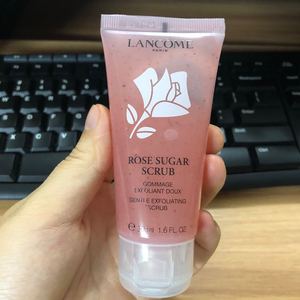 LANCOME
PARIS
ROSE SUGAR
SCRUB
GOMMAGE
EXFOLIANT DOUX
GENTLE EXFOLIATING
SCRUB
1.6 FL.OZ